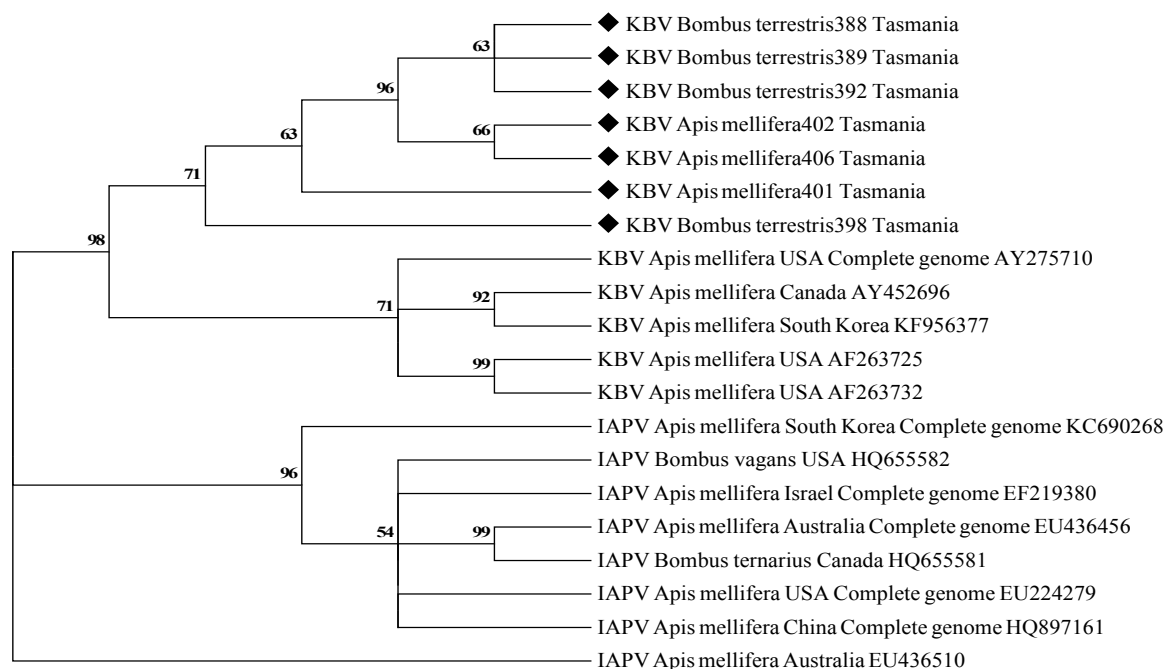 KBV Bombus terrestris388 Tasmania
63
KBV Bombus terrestris389 Tasmania
96
KBV Bombus terrestris392 Tasmania
KBV Apis mellifera402 Tasmania
63
66
KBV Apis mellifera406 Tasmania
71
KBV Apis mellifera401 Tasmania
KBV Bombus terrestris398 Tasmania
98
KBV Apis mellifera USA Complete genome AY275710
KBV Apis mellifera Canada AY452696
71
92
KBV Apis mellifera South Korea KF956377
KBV Apis mellifera USA AF263725
99
KBV Apis mellifera USA AF263732
IAPV Apis mellifera South Korea Complete genome KC690268
IAPV Bombus vagans USA HQ655582
96
IAPV Apis mellifera Israel Complete genome EF219380
IAPV Apis mellifera Australia Complete genome EU436456
54
99
IAPV Bombus ternarius Canada HQ655581
IAPV Apis mellifera USA Complete genome EU224279
IAPV Apis mellifera China Complete genome HQ897161
IAPV Apis mellifera Australia EU436510